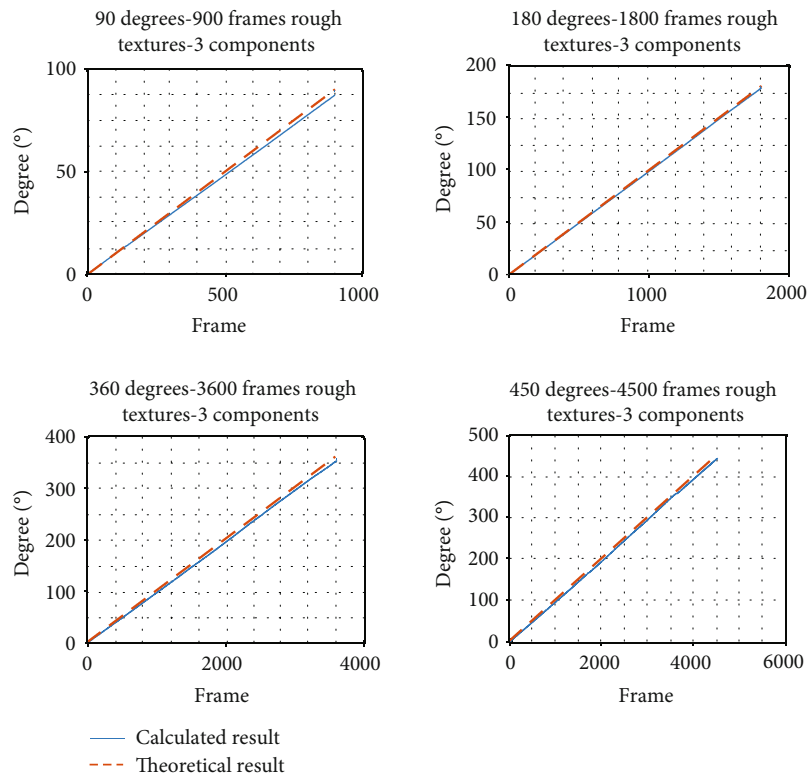 90 degrees-900 frames rough
textures-3 components
100
50
0
0
500
1000
Degree (°)
Frame
180 degrees-1800 frames rough
textures-3 components
200
150
100
50
0
0
1000
2000
Degree (°)
Frame
360 degrees-3600 frames rough
textures-3 components
400
300
200
100
0
0
2000
4000
Degree (°)
Frame
450 degrees-4500 frames rough
textures-3 components
500
400
300
200
100
0
0
2000
4000
6000
Degree (°)
Frame
Calculated result
Theoretical result